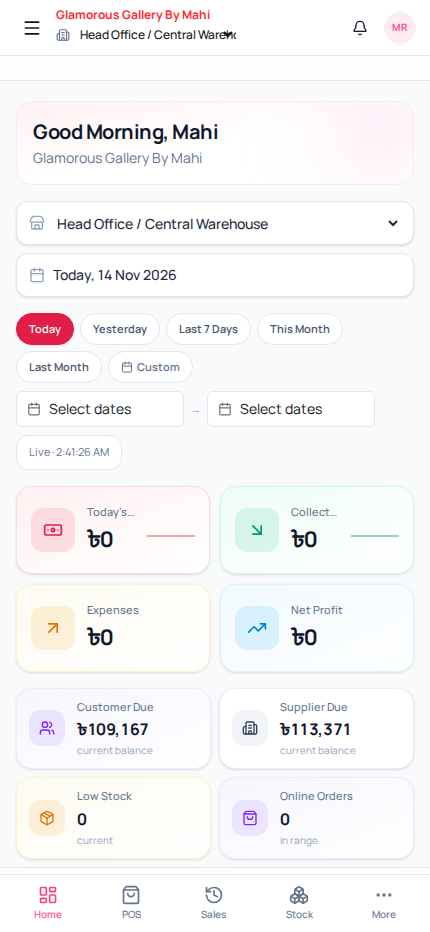 Glamorous Gallery By Mahi
Head Office / Central Wareho
MR
Good Morning, Mahi
Glamorous Gallery By Mahi
Head Office / Central Warehouse
Today, 14 Nov 2026
Today
Yesterday
Last 7 Days
This Month
Last Month
Custom
Select dates → Select dates
Live · 2:41:26 AM
Today's...
৳0
Collect...
৳0
Expenses
৳0
Net Profit
৳0
Customer Due
৳109,167
current balance
Supplier Due
৳113,371
current balance
Low Stock
0
current
Online Orders
0
in range
Home
POS
Sales
Stock
More